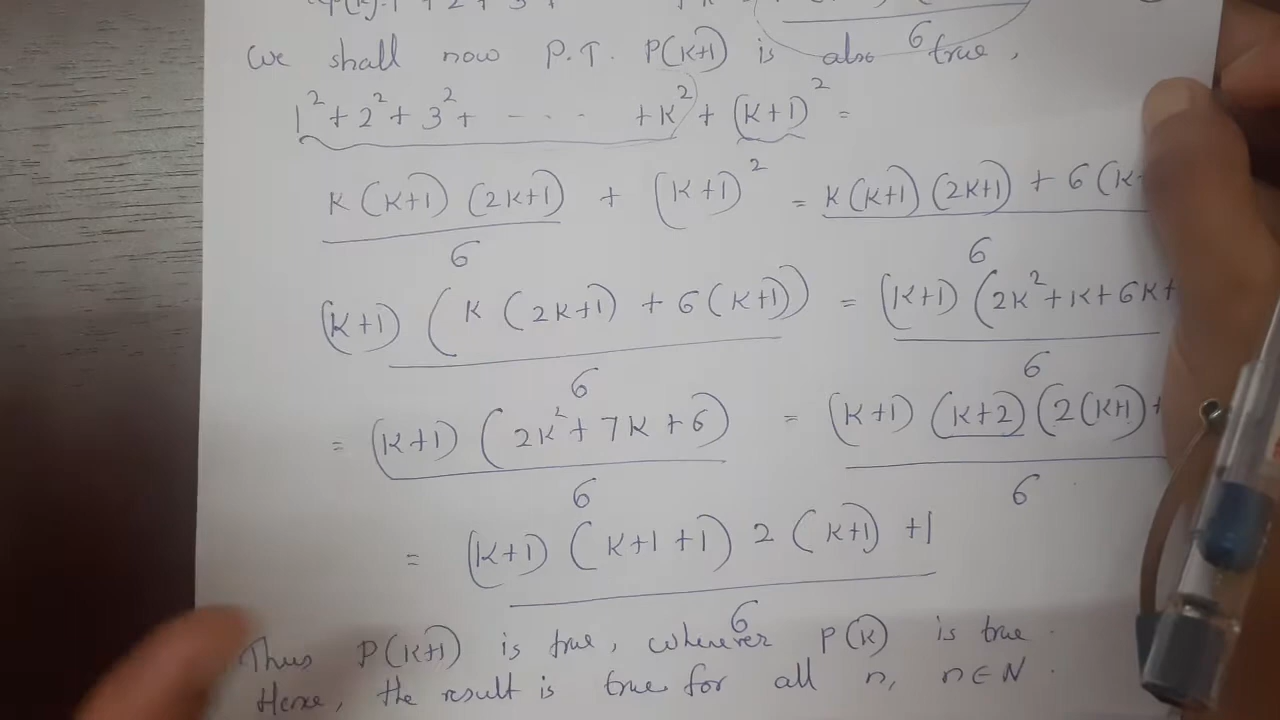 We shall now P.T. P(k+1) is also true,
1² + 2² + 3² + - - - - + k² + (k+1)² =
k(k+1)(2k+1)/6 + (k+1)² = k(k+1)(2k+1) + 6(k/6
(k+1)(k(2k+1) + 6(k+1))/6 = (k+1)(2k² + k + 6k +/6
= (k+1)(2k² + 7k + 6)/6 = (k+1)(k+2)(2(k+1)+/6
= (k+1)(k+1+1) 2(k+1) +1/6
Thus P(k+1) is true, wherever P(k) is true.
Hence, the result is true for all n, n∈N.